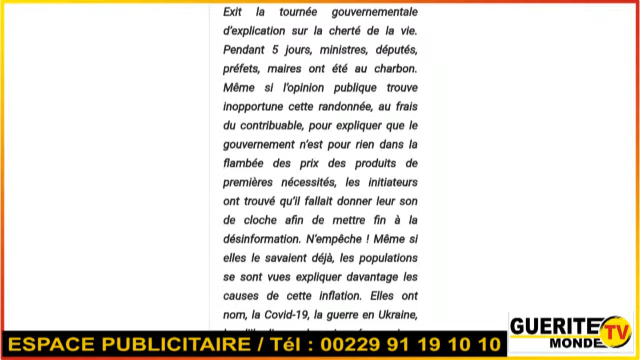 Exit la tournée gouvernementale
d'explication sur la cherté de la vie.
Pendant 5 jours, ministres, députés,
préfets, maires ont été au charbon.
Même si l'opinion publique trouve
inopportune cette randonnée, au frais
du contribuable, pour expliquer que le
gouvernement n'est pour rien dans la
flambée des prix des produits de
premières nécessités, les initiateurs
ont trouvé qu'il fallait donner leur son
de cloche afin de mettre fin à la
désinformation. N'empêche ! Même si
elles le savaient déjà, les populations
se sont vues expliquer davantage les
causes de cette inflation. Elles ont
nom, la Covid-19, la guerre en Ukraine,
ESPACE PUBLICITAIRE / Tél : 00229 91 19 10 10
GUERITE TV
MONDE